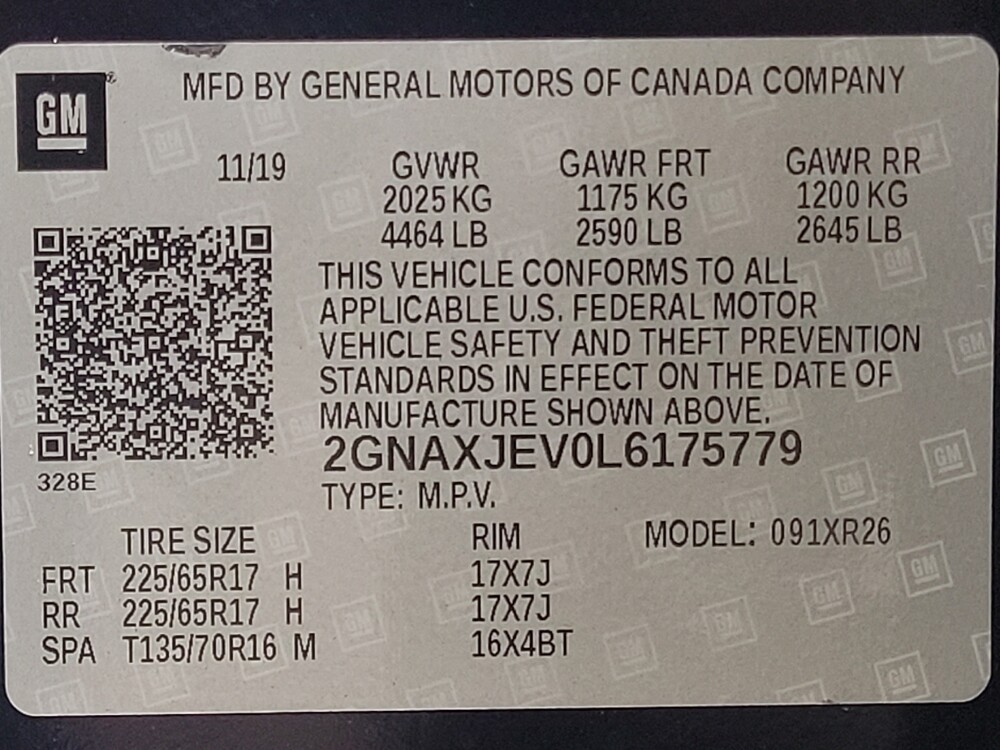 GM®
MFD BY GENERAL MOTORS OF CANADA COMPANY
11/19 GVWR GAWR FRT GAWR RR
2025 KG 1175 KG 1200 KG
4464 LB 2590 LB 2645 LB
THIS VEHICLE CONFORMS TO ALL
APPLICABLE U.S. FEDERAL MOTOR
VEHICLE SAFETY AND THEFT PREVENTION
STANDARDS IN EFFECT ON THE DATE OF
MANUFACTURE SHOWN ABOVE.
2GNAXJEV0L6175779
328E
TYPE: M.P.V.
TIRE SIZE RIM MODEL: 091XR26
FRT 225/65R17 H 17X7J
RR 225/65R17 H 17X7J
SPA T135/70R16 M 16X4BT